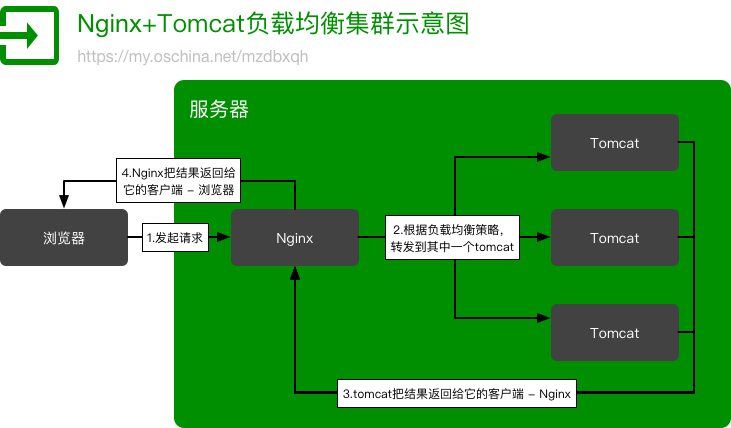 Nginx+Tomcat负载均衡集群示意图
https://my.oschina.net/mzdbxqh
服务器
Tomcat
4.Nginx把结果返回给
它的客户端 – 浏览器
浏览器
1.发起请求
Nginx
2.根据负载均衡策略，
转发到其中一个tomcat
Tomcat
Tomcat
3.tomcat把结果返回给它的客户端 – Nginx